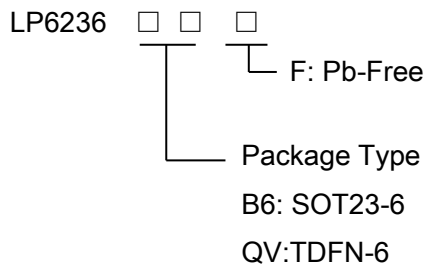 LP6236 □ □ □
F: Pb-Free
Package Type
B6: SOT23-6
QV:TDFN-6